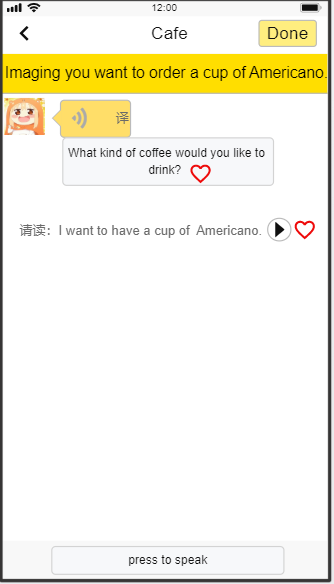 12:00
Cafe
Done
Imaging you want to order a cup of Americano.
译
What kind of coffee would you like to
drink?
请读：I want to have a cup of Americano.
press to speak